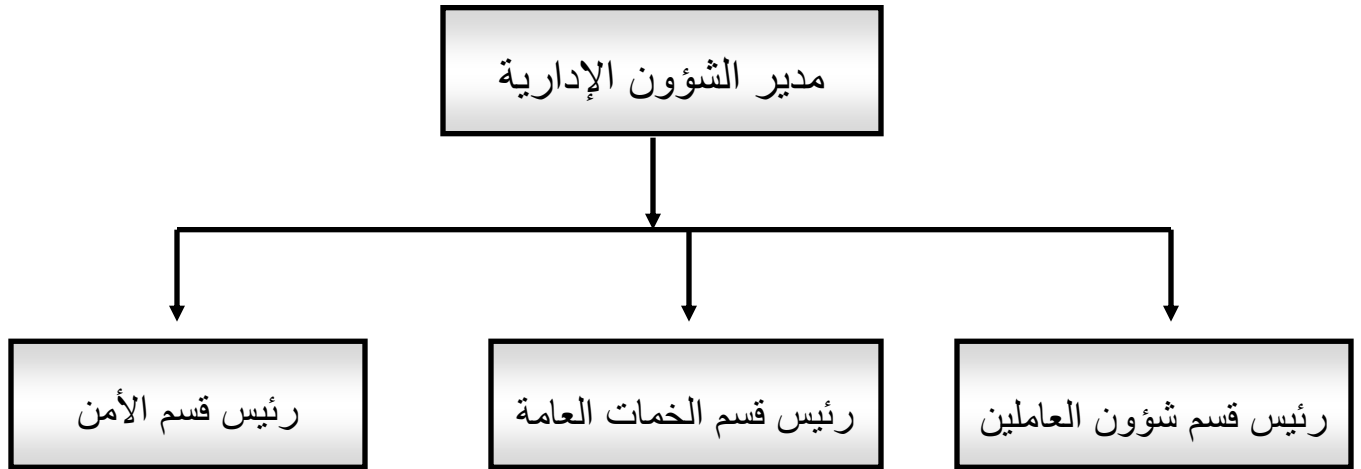 مدير الشؤون الإدارية
رئيس قسم شؤون العاملين
رئيس قسم الخمات العامة
رئيس قسم الأمن